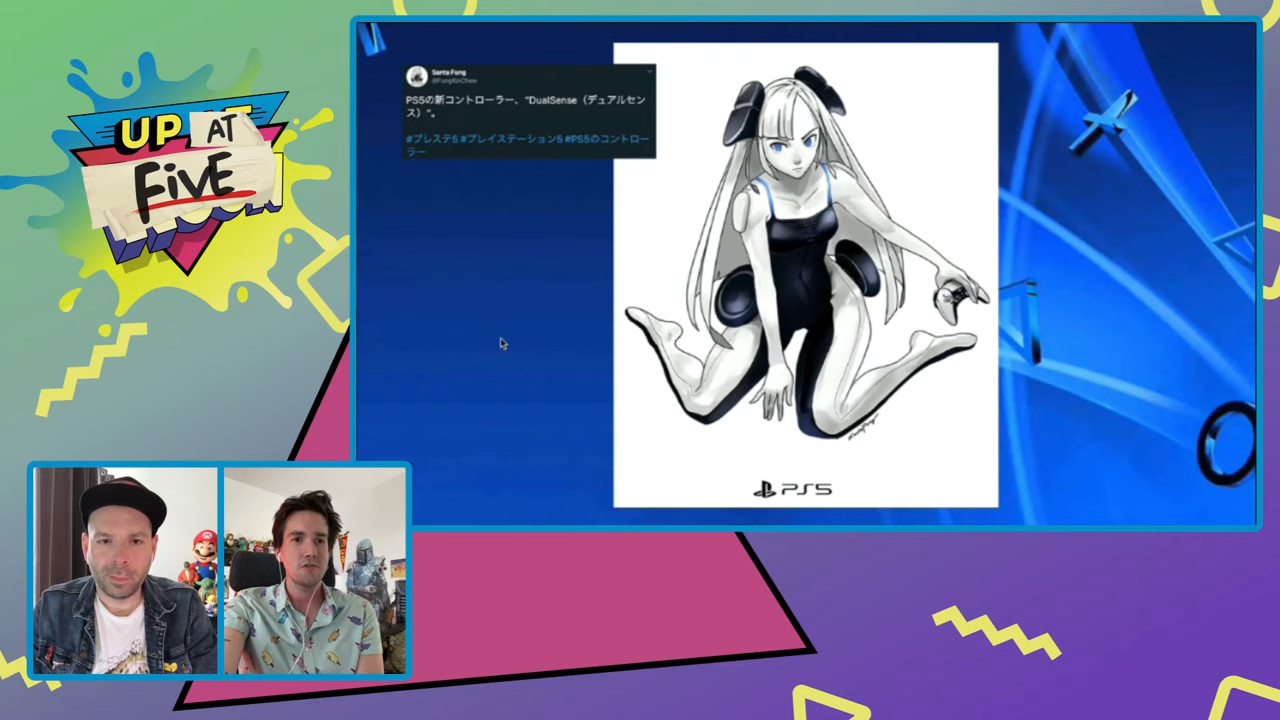 UP AT
FiVE
Santa Fung
@FungXinChow
PS5の新コントローラー、“DualSense（デュアルセン
ス）”。
#プレステ5 #プレイステーション5 #PS5のコントロー
ラー
PS5